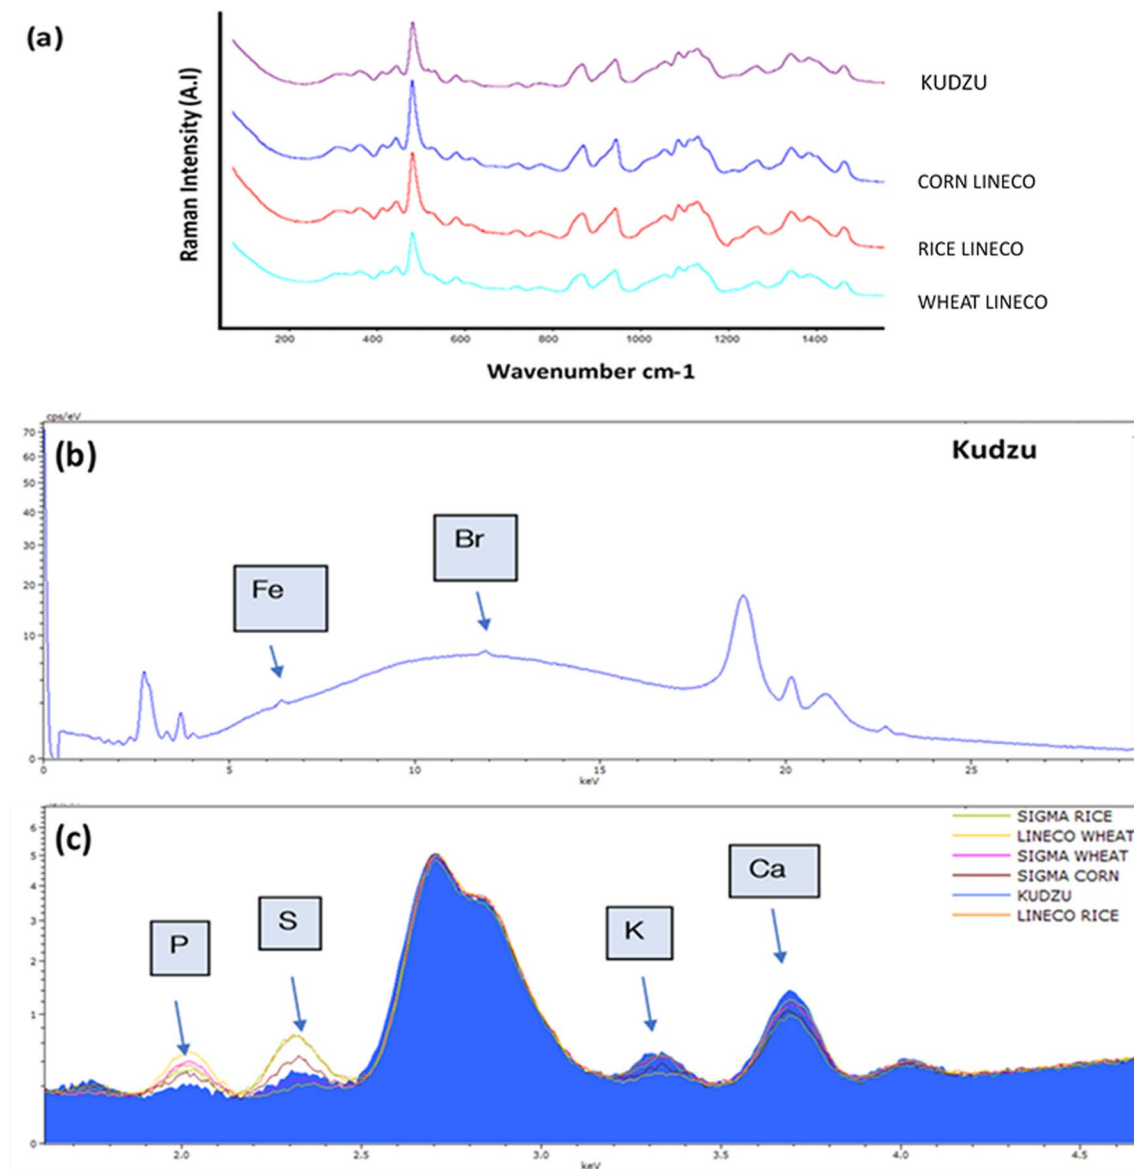 (a)
Raman Intensity (A.I)
KUDZU
CORN LINECO
RICE LINECO
WHEAT LINECO
200 400 600 800 1000 1200 1400
Wavenumber cm-1
cps/eV
(b)
Kudzu
70
60
50
40
30
20
10
0
Fe
Br
0 5 10 15 20 25
keV
(c)
6
5
4
3
2
1
0
P
S
K
Ca
SIGMA RICE
LINECO WHEAT
SIGMA WHEAT
SIGMA CORN
KUDZU
LINECO RICE
2.0 2.5 3.0 3.5 4.0 4.5
keV